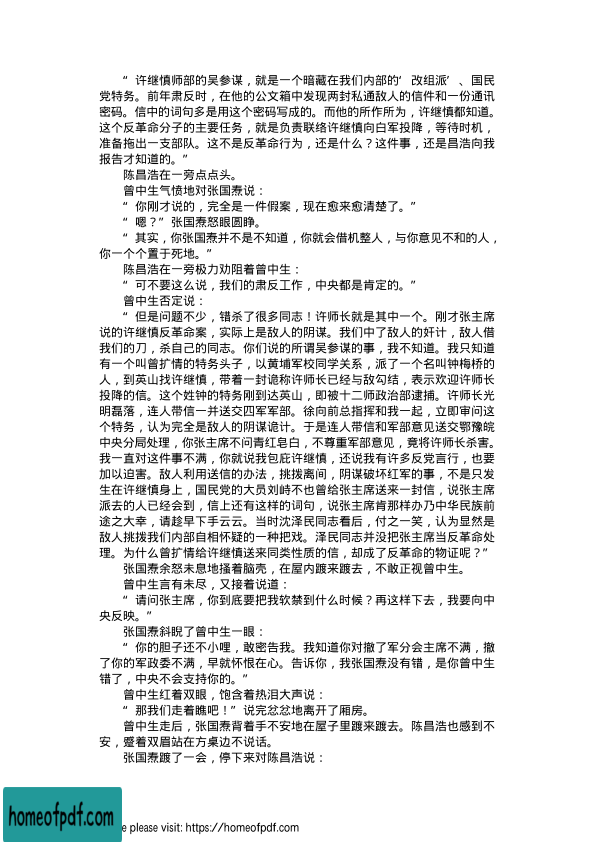 “许继慎师部的吴参谋，就是一个暗藏在我们内部的‘改组派’、国民
党特务。前年肃反时，在他的公文箱中发现两封私通敌人的信件和一份通讯
密码。信中的词句多是用这个密码写成的。而他的所作所为，许继慎都知道。
这个反革命分子的主要任务，就是负责联络许继慎向白军投降，等待时机，
准备拖出一支部队。这不是反革命行为，还是什么？这件事，还是昌浩向我
报告才知道的。”
陈昌浩在一旁点点头。
曾中生气愤地对张国焘说：
“你刚才说的，完全是一件假案，现在愈来愈清楚了。”
“嗯？”张国焘怒眼圆睁。
“其实，你张国焘并不是不知道，你就会借机整人，与你意见不和的人，
你一个个置于死地。”
陈昌浩在一旁极力劝阻着曾中生：
“可不要这么说，我们的肃反工作，中央都是肯定的。”
曾中生否定说：
“但是问题不少，错杀了很多同志！许师长就是其中一个。刚才张主席
说的许继慎反革命案，实际上是敌人的阴谋。我们中了敌人的奸计，敌人借
我们的刀，杀自己的同志。你们说的所谓吴参谋的事，我不知道。我只知道
有一个叫曾扩情的特务头子，以黄埔军校同学关系，派了一个名叫钟梅桥的
人，到英山找许继慎，带着一封诡称许师长已经与敌勾结，表示欢迎许师长
投降的信。这个姓钟的特务刚到达英山，即被十二师政治部逮捕。许师长光
明磊落，连人带信一并送交四军军部。徐向前总指挥和我一起，立即审问这
个特务，认为完全是敌人的阴谋诡计。于是连人带信和军部意见送交鄂豫皖
中央分局处理，你张主席不问青红皂白，不尊重军部意见，竟将许师长杀害。
我一直对这件事不满，你就说我包庇许继慎，还说我有许多反党言行，也要
加以迫害。敌人利用送信的办法，挑拨离间，阴谋破坏红军的事，不是只发
生在许继慎身上，国民党的大员刘峙不也曾给张主席送来一封信，说张主席
派去的人已经会到，信上还有这样的词句，说张主席肯那样办乃中华民族前
途之大幸，请趁早下手云云。当时沈泽民同志看后，付之一笑，认为显然是
敌人挑拨我们内部自相怀疑的一种把戏。泽民同志并没把张主席当反革命处
理。为什么曾扩情给许继慎送来同类性质的信，却成了反革命的物证呢？”
张国焘余怒未息地搔着脑壳，在屋内踱来踱去，不敢正视曾中生。
曾中生言有未尽，又接着说道：
“请问张主席，你到底要把我软禁到什么时候？再这样下去，我要向中
央反映。”
张国焘斜睨了曾中生一眼：
“你的胆子还不小哩，敢密告我。我知道你对撤了军分会主席不满，撤
了你的军政委不满，早就怀恨在心。告诉你，我张国焘没有错，是你曾中生
错了，中央不会支持你的。”
曾中生红着双眼，饱含着热泪大声说：
“那我们走着瞧吧！”说完忿忿地离开了厢房。
曾中生走后，张国焘背着手不安地在屋子里踱来踱去。陈昌浩也感到不
安，蹙着双眉站在方桌边不说话。
张国焘踱了一会，停下来对陈昌浩说：
homeofpdf.com
e please visit: https://homeofpdf.com